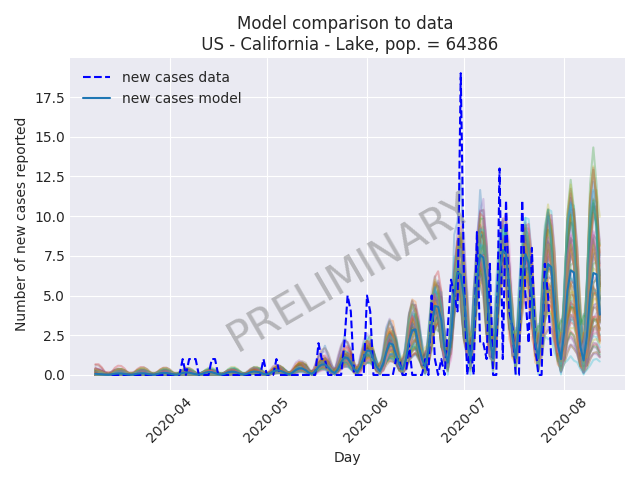 Model comparison to data
US - California - Lake, pop. = 64386
new cases data
new cases model
Number of new cases reported
17.5
15.0
12.5
10.0
7.5
5.0
2.5
0.0
PRELIMINARY
2020-04
2020-05
2020-06
2020-07
2020-08
Day